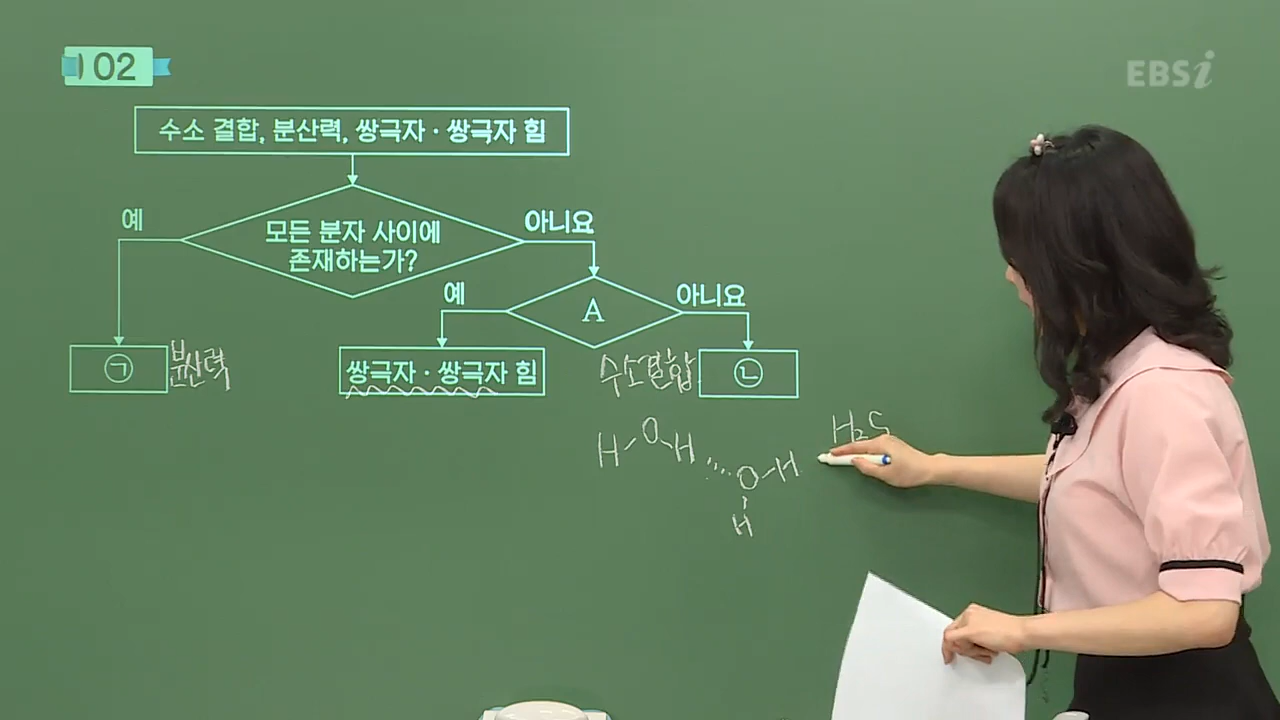 02
EBSi
수소 결합, 분산력, 쌍극자·쌍극자 힘
예
모든 분자 사이에
존재하는가?
아니요
예
A
아니요
㉠
분산력
쌍극자·쌍극자 힘
수소결합
㉡
H-O-H
O-H
H
H₂S